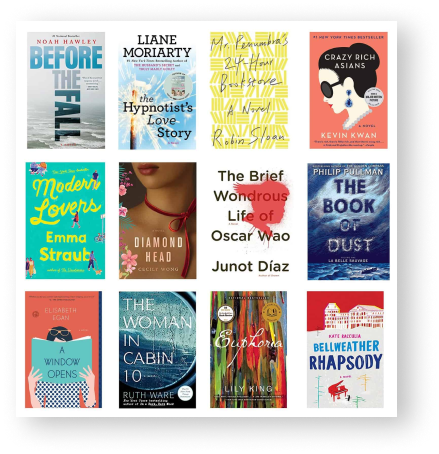 NOAH HAWLEY
BEFORE
THE
FALL
LIANE
MORIARTY
the
Hypnotist's
Love
Story
Mr. Penumbra's
24-Hour
Bookstore
A Novel
Robin Sloan
#1 NEW YORK TIMES BESTSELLER
CRAZY RICH
ASIANS
A NOVEL
KEVIN KWAN
Modern
Lovers
Emma
Straub
DIAMOND
HEAD
CECILY WONG
The Brief
Wondrous
Life of
Oscar Wao
Junot Díaz
PHILIP PULLMAN
THE
BOOK
OF
DUST
LA BELLE SAUVAGE
ELISABETH
EGAN
A
WINDOW
OPENS
THE
WOMAN
IN
CABIN
10
RUTH WARE
Euphoria
LILY KING
KATE RACCULIA
BELLWEATHER
RHAPSODY